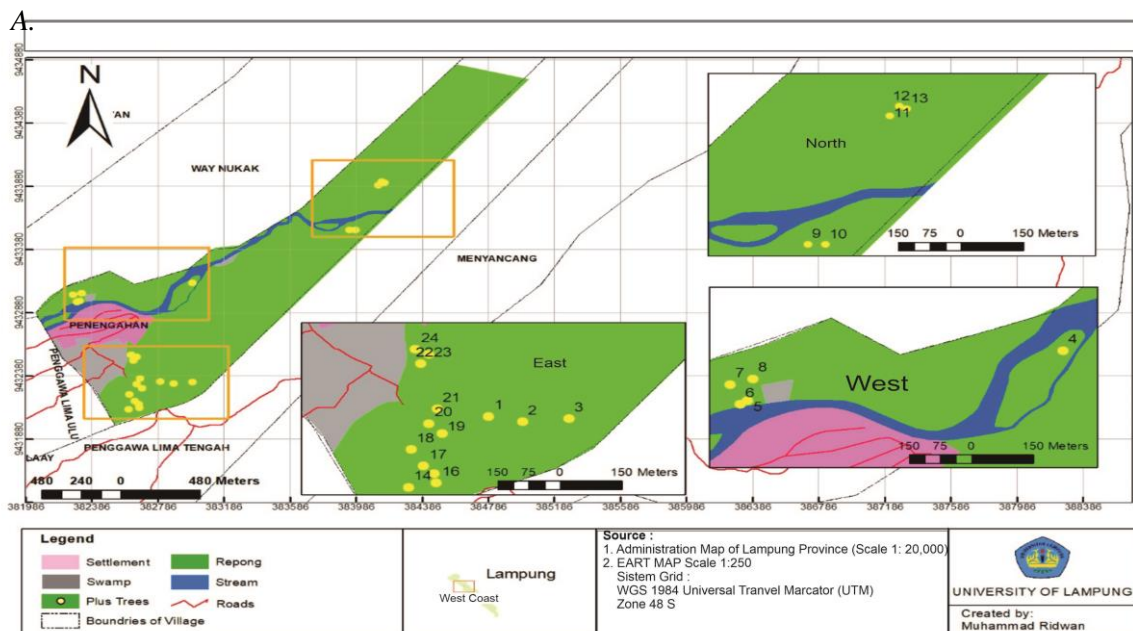 A.
N
AN
WAY NUKAK
MENYANCANG
PENENGAHAN
PENGGAWA LIMA ULU
PENGGAWA LIMA TENGAH
LAAY
9434880
9434380
9433880
9433380
9432880
9432380
9431880
480 240 0 480 Meters
381986 382386 382786 383186 383586 383986 384386 384786 385186 385586 385986 386386 386786 387186 387586 387986 388386
12 13
11
North
9 10
150 75 0 150 Meters
24
22 23
East
21
20
1
2
3
19
18
17
14
16
150 75 0 150 Meters
4
7 8
West
6
5
150 75 0 150 Meters
Legend
Settlement
Repong
Swamp
Stream
Plus Trees
Roads
Boundries of Village
Lampung
West Coast
Source :
1. Administration Map of Lampung Province (Scale 1: 20,000)
2. EART MAP Scale 1:250
Sistem Grid :
WGS 1984 Universal Tranvel Marcator (UTM)
Zone 48 S
UNIVERSITY OF LAMPUNG
Created by:
Muhammad Ridwan